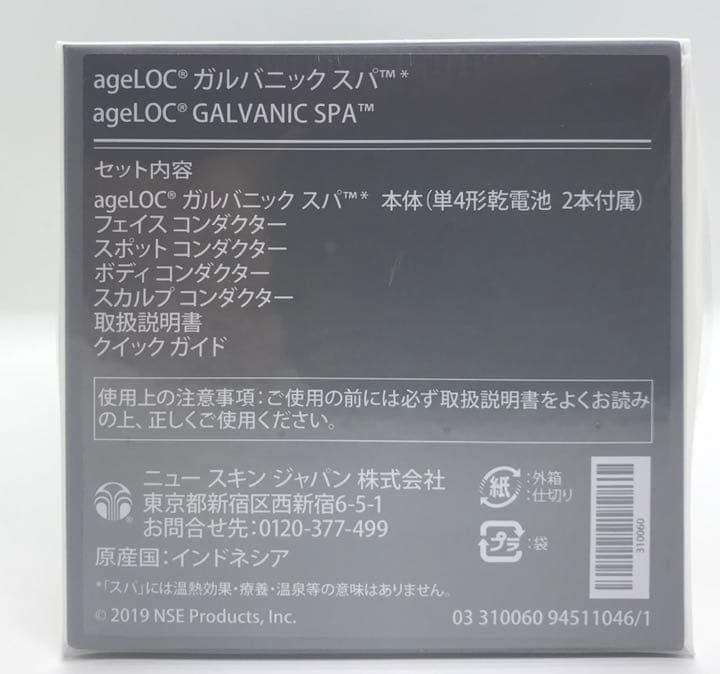 ageLOC® ガルバニック スパ™*
ageLOC® GALVANIC SPA™
セット内容
ageLOC® ガルバニック スパ™* 本体（単4形乾電池 2本付属）
フェイス コンダクター
スポット コンダクター
ボディ コンダクター
スカルプ コンダクター
取扱説明書
クイック ガイド
使用上の注意事項：ご使用の前には必ず取扱説明書をよくお読み
の上、正しくご使用ください。
ニュー スキン ジャパン 株式会社
東京都新宿区西新宿6-5-1
お問合せ先：0120-377-499
原産国：インドネシア
紙：外箱
：仕切り
プラ：袋
310060
*「スパ」には温熱効果・療養・温泉等の意味はありません。
© 2019 NSE Products, Inc.
03 310060 94511046/1